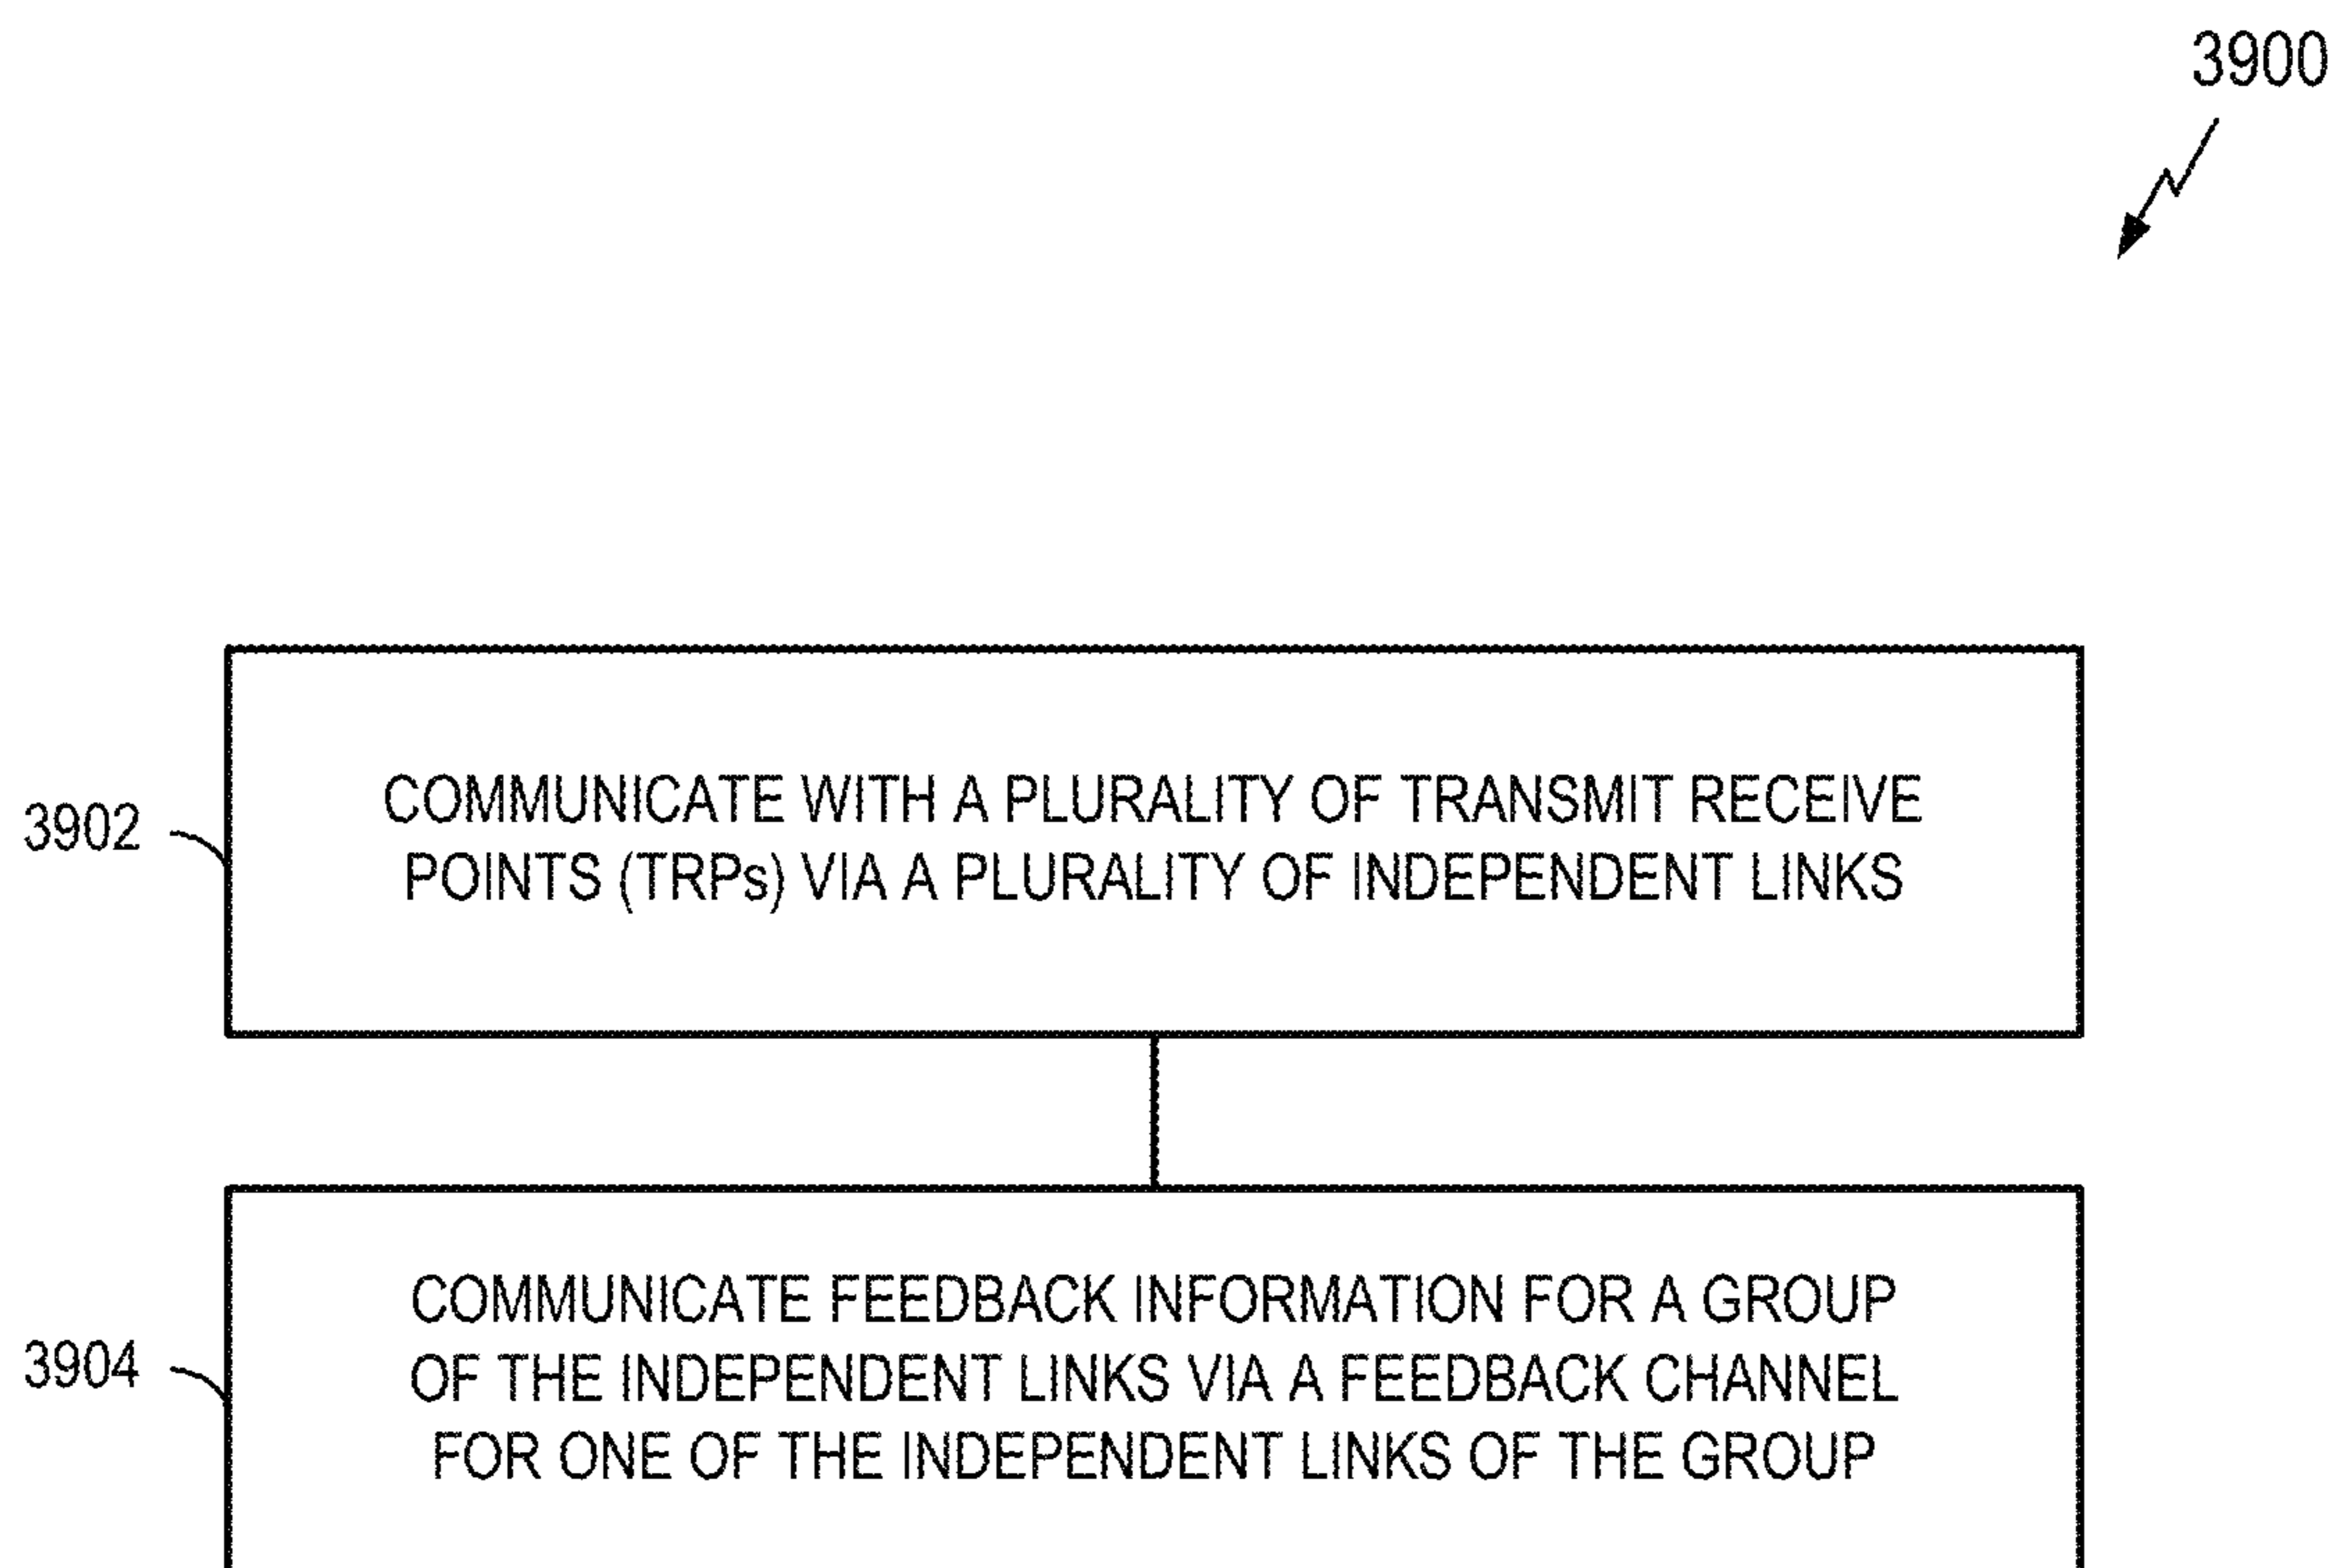 3900
3902
COMMUNICATE WITH A PLURALITY OF TRANSMIT RECEIVE
POINTS (TRPs) VIA A PLURALITY OF INDEPENDENT LINKS
3904
COMMUNICATE FEEDBACK INFORMATION FOR A GROUP
OF THE INDEPENDENT LINKS VIA A FEEDBACK CHANNEL
FOR ONE OF THE INDEPENDENT LINKS OF THE GROUP